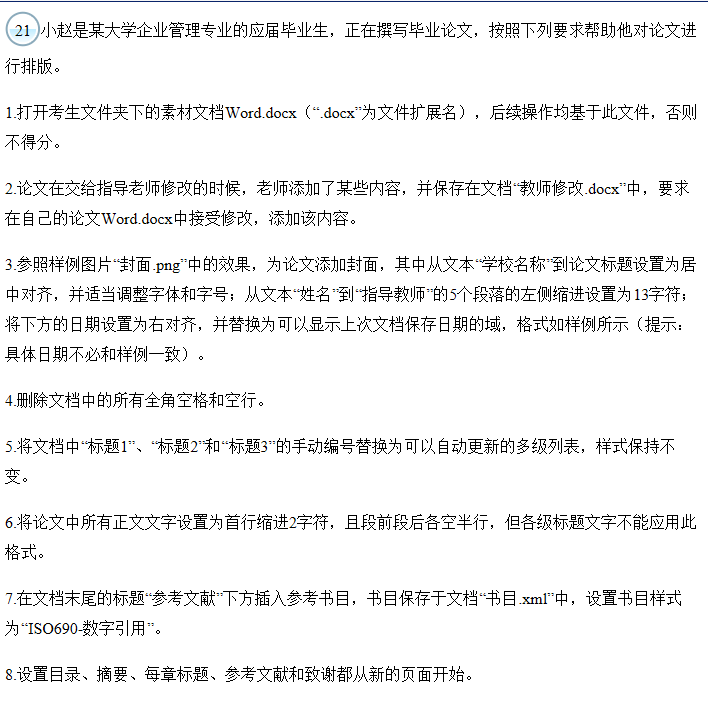 21 小赵是某大学企业管理专业的应届毕业生，正在撰写毕业论文，按照下列要求帮助他对论文进
行排版。
1.打开考生文件夹下的素材文档Word.docx（“.docx”为文件扩展名），后续操作均基于此文件，否则
不得分。
2.论文在交给指导老师修改的时候，老师添加了某些内容，并保存在文档“教师修改.docx”中，要求
在自己的论文Word.docx中接受修改，添加该内容。
3.参照样例图片“封面.png”中的效果，为论文添加封面，其中从文本“学校名称”到论文标题设置为居
中对齐，并适当调整字体和字号；从文本“姓名”到“指导教师”的5个段落的左侧缩进设置为13字符；
将下方的日期设置为右对齐，并替换为可以显示上次文档保存日期的域，格式如样例所示（提示：
具体日期不必和样例一致）。
4.删除文档中的所有全角空格和空行。
5.将文档中“标题1”、“标题2”和“标题3”的手动编号替换为可以自动更新的多级列表，样式保持不
变。
6.将论文中所有正文文字设置为首行缩进2字符，且段前段后各空半行，但各级标题文字不能应用此
格式。
7.在文档末尾的标题“参考文献”下方插入参考书目，书目保存于文档“书目.xml”中，设置书目样式
为“ISO690-数字引用”。
8.设置目录、摘要、每章标题、参考文献和致谢都从新的页面开始。